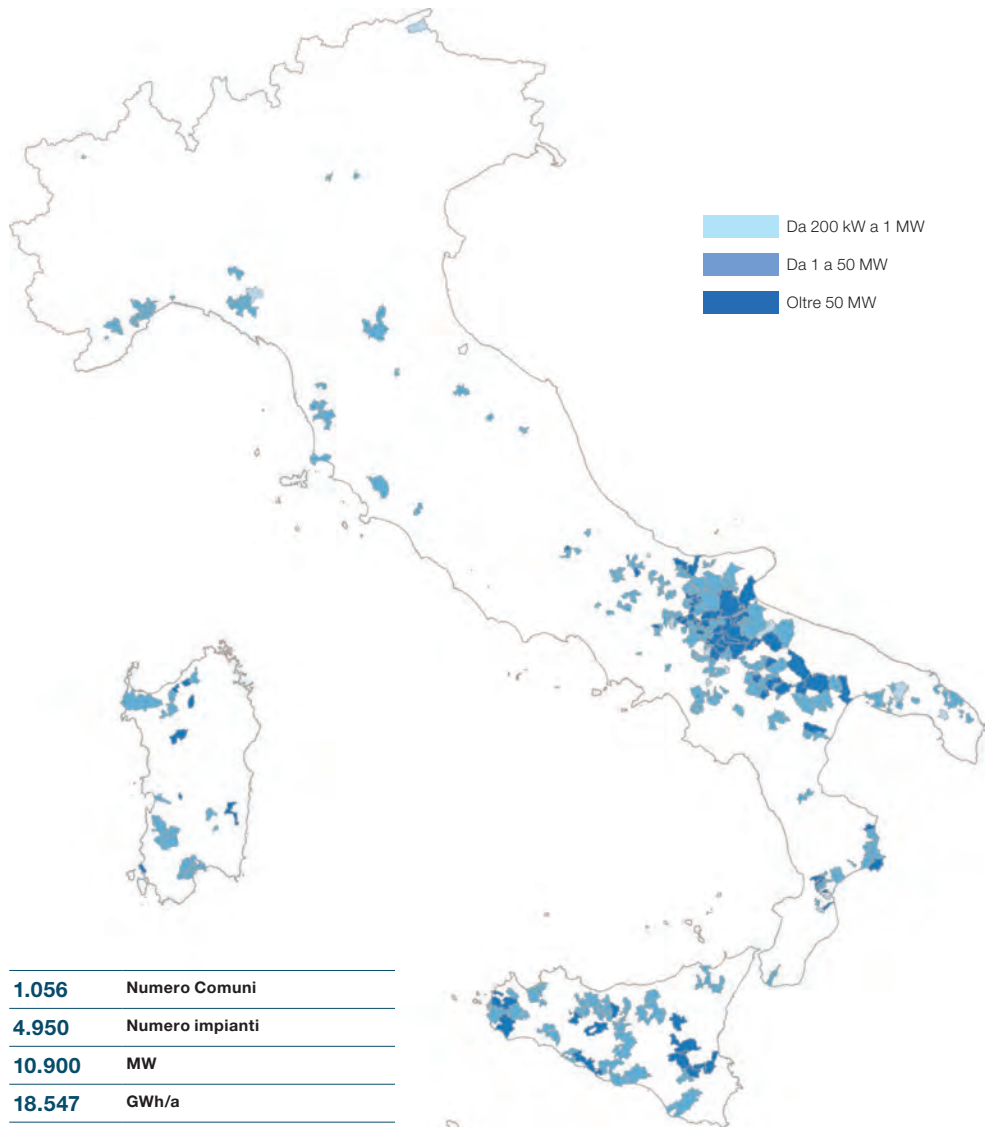 Da 200 kW a 1 MW
Da 1 a 50 MW
Oltre 50 MW
1.056 Numero Comuni
4.950 Numero impianti
10.900 MW
18.547 GWh/a